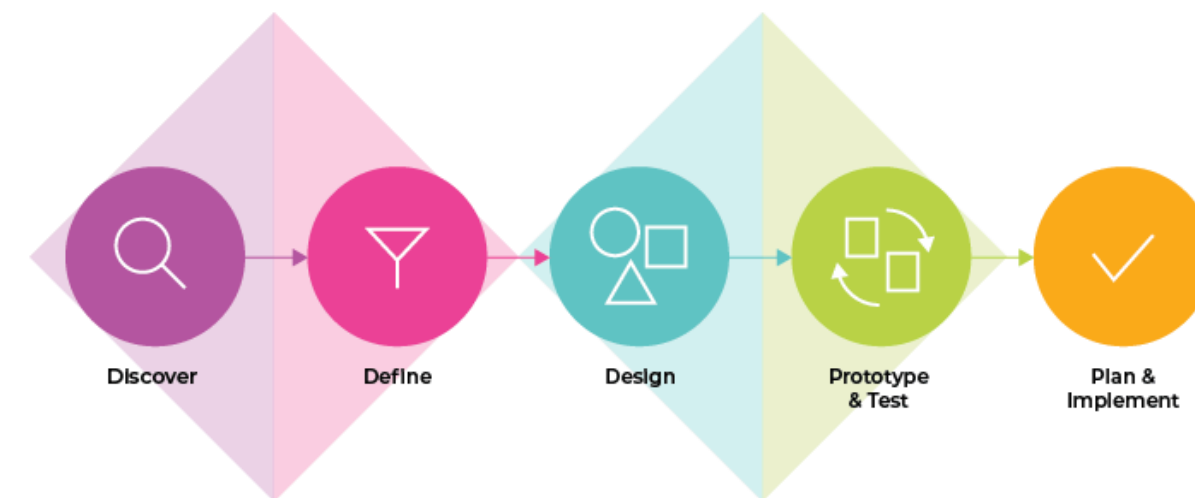 Discover
Define
Design
Prototype
& Test
Plan &
Implement